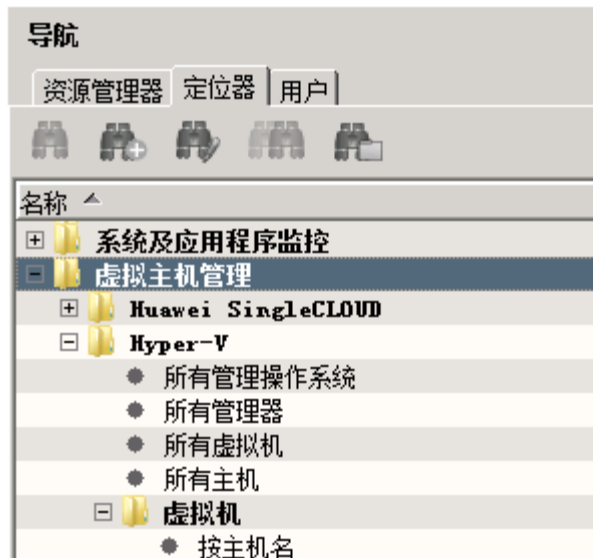 导航
资源管理器 定位器 用户
名称
系统及应用程序监控
虚拟主机管理
Huawei SingleCLOUD
Hyper-V
所有管理操作系统
所有管理器
所有虚拟机
所有主机
虚拟机
按主机名